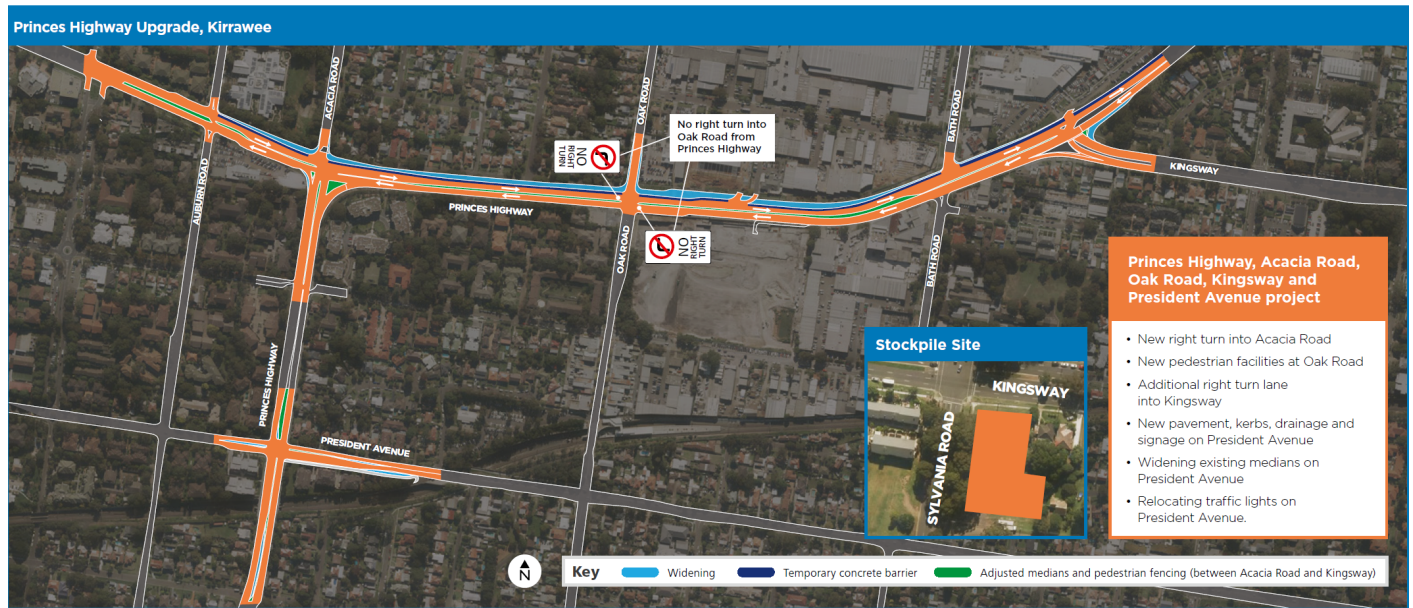 Princes Highway Upgrade, Kirrawee
ACACIA ROAD
OAK ROAD
BATH ROAD
No right turn into
Oak Road from
Princes Highway
NO
RIGHT
TURN
AUBURN ROAD
PRINCES HIGHWAY
KINGSWAY
NO
RIGHT
TURN
OAK ROAD
BATH ROAD
PRINCES HIGHWAY
PRESIDENT AVENUE
Princes Highway, Acacia Road,
Oak Road, Kingsway and
President Avenue project
• New right turn into Acacia Road
• New pedestrian facilities at Oak Road
• Additional right turn lane
into Kingsway
• New pavement, kerbs, drainage and
signage on President Avenue
• Widening existing medians on
President Avenue
• Relocating traffic lights on
President Avenue.
Stockpile Site
KINGSWAY
SYLVANIA ROAD
N
Key
Widening
Temporary concrete barrier
Adjusted medians and pedestrian fencing (between Acacia Road and Kingsway)